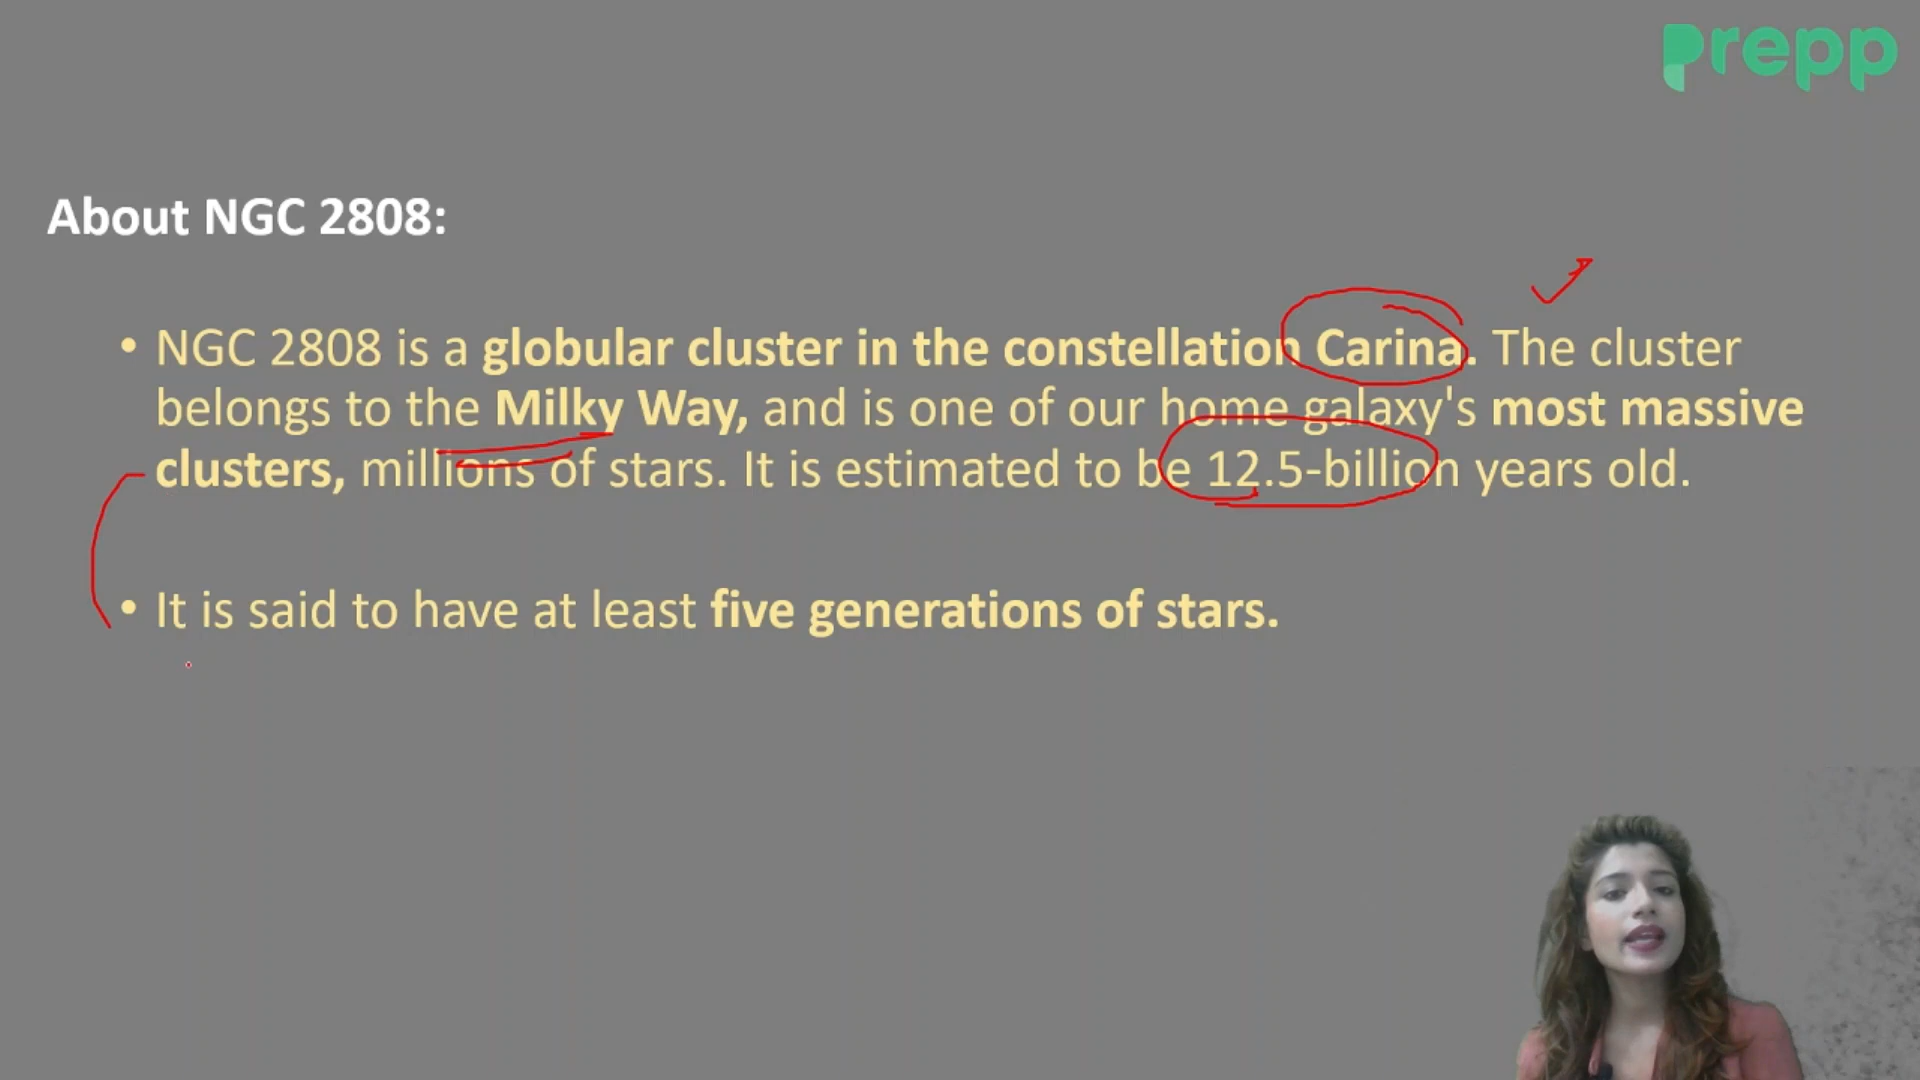 prepp
About NGC 2808:
• NGC 2808 is a globular cluster in the constellation Carina. The cluster
belongs to the Milky Way, and is one of our home galaxy's most massive
clusters, millions of stars. It is estimated to be 12.5-billion years old.
• It is said to have at least five generations of stars.